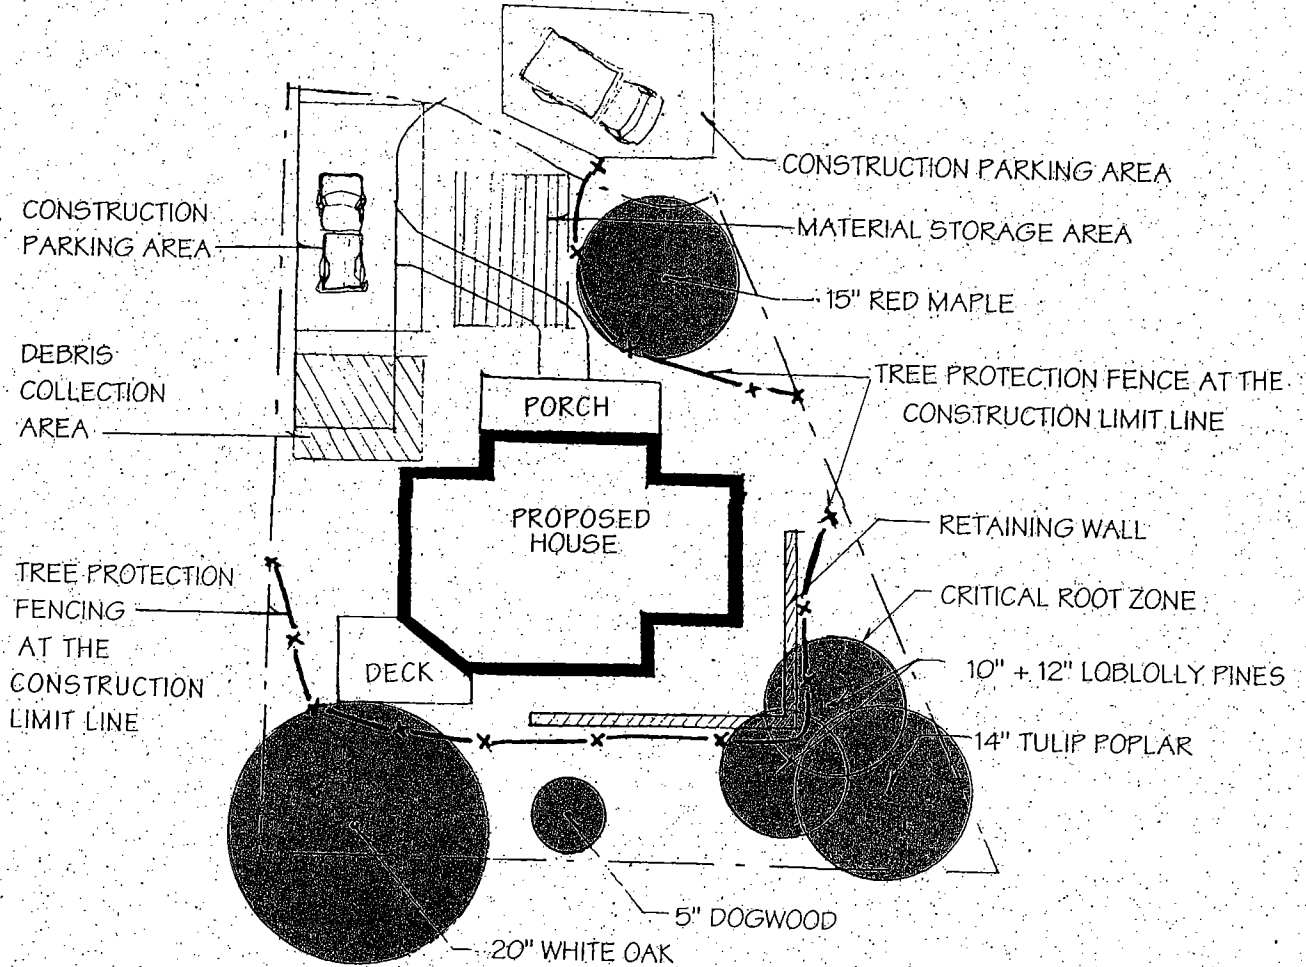 CONSTRUCTION PARKING AREA
CONSTRUCTION
PARKING AREA
MATERIAL STORAGE AREA
15" RED MAPLE
DEBRIS
COLLECTION
AREA
TREE PROTECTION FENCE AT THE
CONSTRUCTION LIMIT LINE
PORCH
PROPOSED
HOUSE
RETAINING WALL
TREE PROTECTION
FENCING
AT THE
CONSTRUCTION
LIMIT LINE
CRITICAL ROOT ZONE
DECK
10" + 12" LOBLOLLY PINES
14" TULIP POPLAR
5" DOGWOOD
20" WHITE OAK